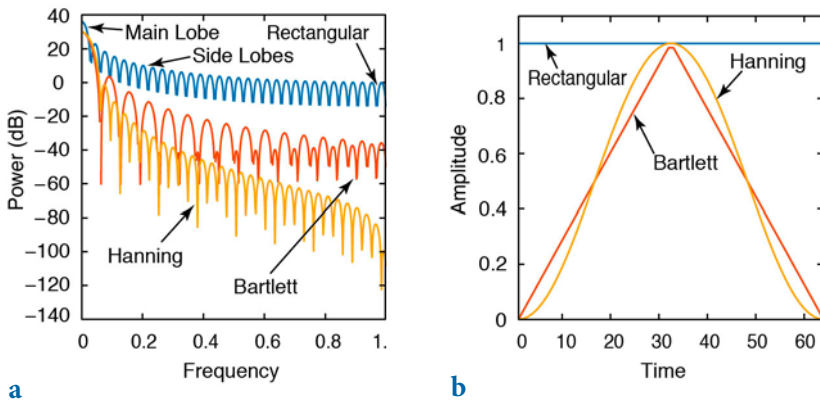 40
20
0
−20
−40
−60
−80
−100
−120
−140
Power (dB)
Main Lobe
Side Lobes
Rectangular
Hanning
Bartlett
0 0.2 0.4 0.6 0.8 1.
Frequency
a
1
0.8
0.6
0.4
0.2
0
Amplitude
Rectangular
Hanning
Bartlett
0 10 20 30 40 50 60
Time
b